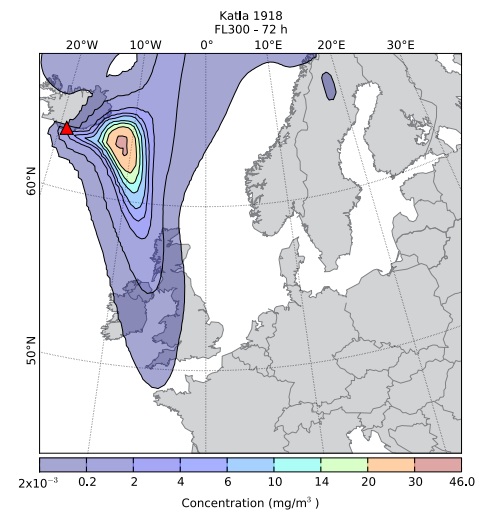 Katla 1918
FL300 - 72 h
20°W 10°W 0° 10°E 20°E 30°E
60°N
50°N
2x10⁻³ 0.2 2 4 6 10 14 20 30 46.0
Concentration (mg/m³ )